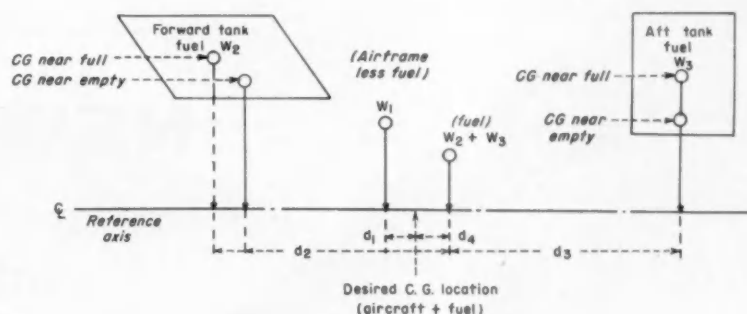 Forward tank
fuel
W2
CG near full
CG near empty
(Airframe
less fuel)
W1
(fuel)
W2 + W3
Aft tank
fuel
W3
CG near full
CG near
empty
℄
Reference
axis
d2
d1
d4
d3
Desired C. G. location
(aircraft + fuel)